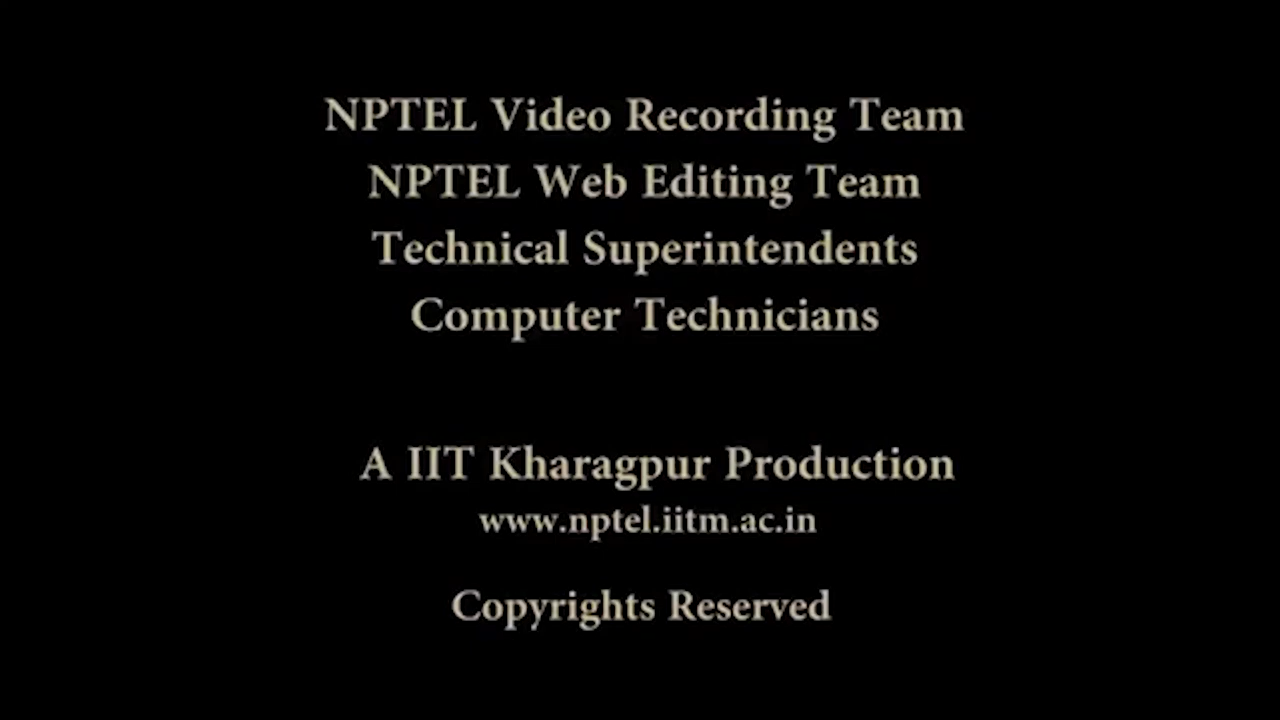 NPTEL Video Recording Team
NPTEL Web Editing Team
Technical Superintendents
Computer Technicians
A IIT Kharagpur Production
www.nptel.iitm.ac.in
Copyrights Reserved